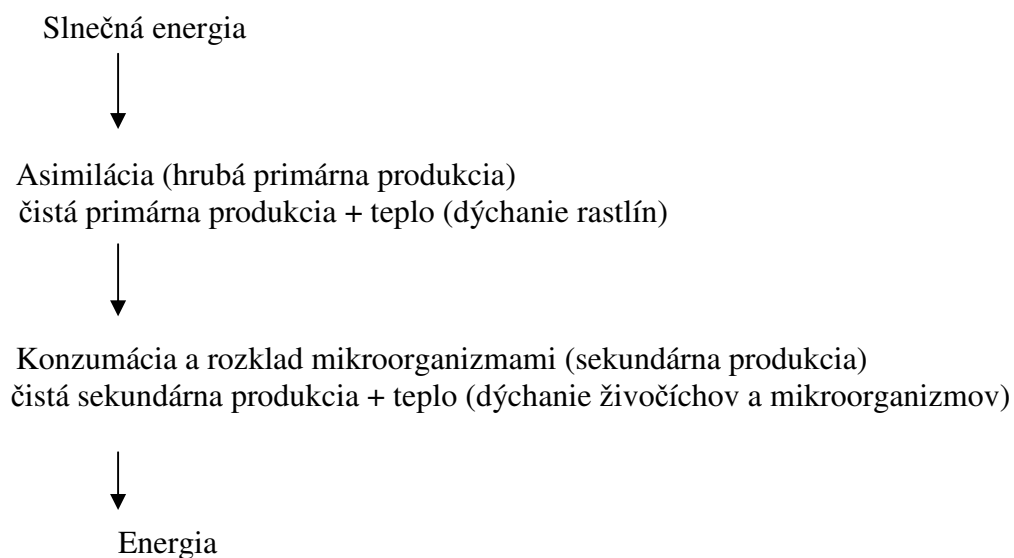 Slnečná energia
Asimilácia (hrubá primárna produkcia)
čistá primárna produkcia + teplo (dýchanie rastlín)
Konzumácia a rozklad mikroorganizmami (sekundárna produkcia)
čistá sekundárna produkcia + teplo (dýchanie živočíchov a mikroorganizmov)
Energia